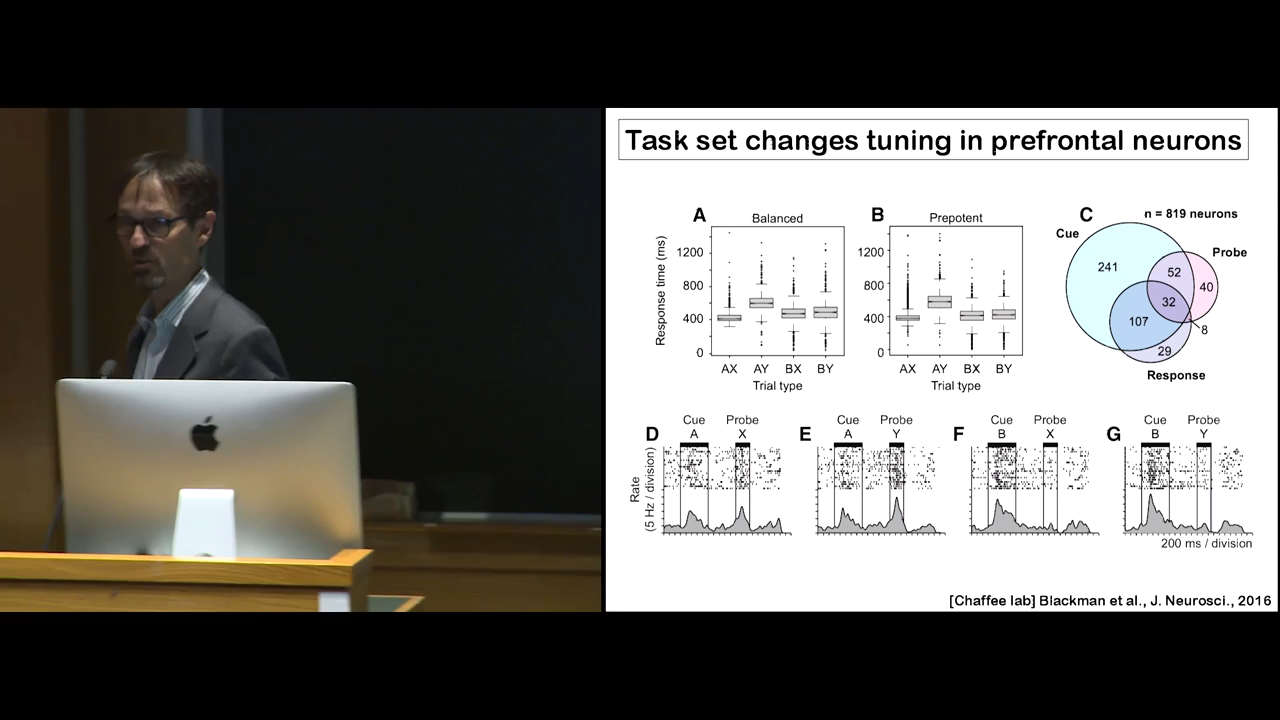 Task set changes tuning in prefrontal neurons
A
Balanced
Response time (ms)
1200
800
400
0
AX AY BX BY
Trial type
B
Prepotent
1200
800
400
0
AX AY BX BY
Trial type
C
n = 819 neurons
Cue
Probe
241
52
40
32
107
8
29
Response
D
Cue Probe
A X
Rate
(5 Hz / division)
E
Cue Probe
A Y
F
Cue Probe
B X
G
Cue Probe
B Y
200 ms / division
[Chaffee lab] Blackman et al., J. Neurosci., 2016